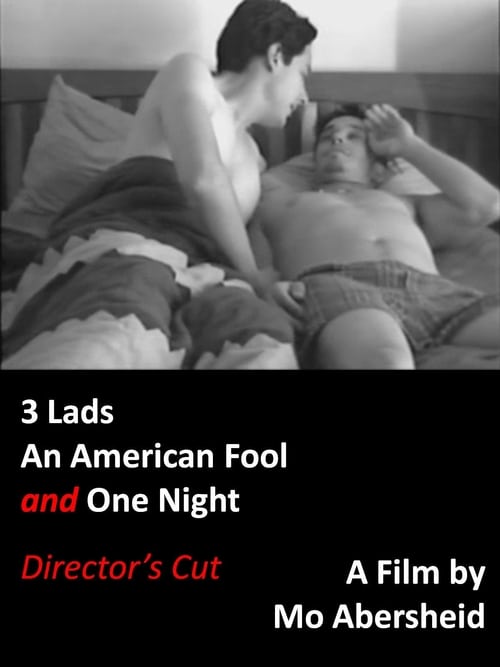 3 Lads
An American Fool
and One Night
Director's Cut
A Film by
Mo Abersheid